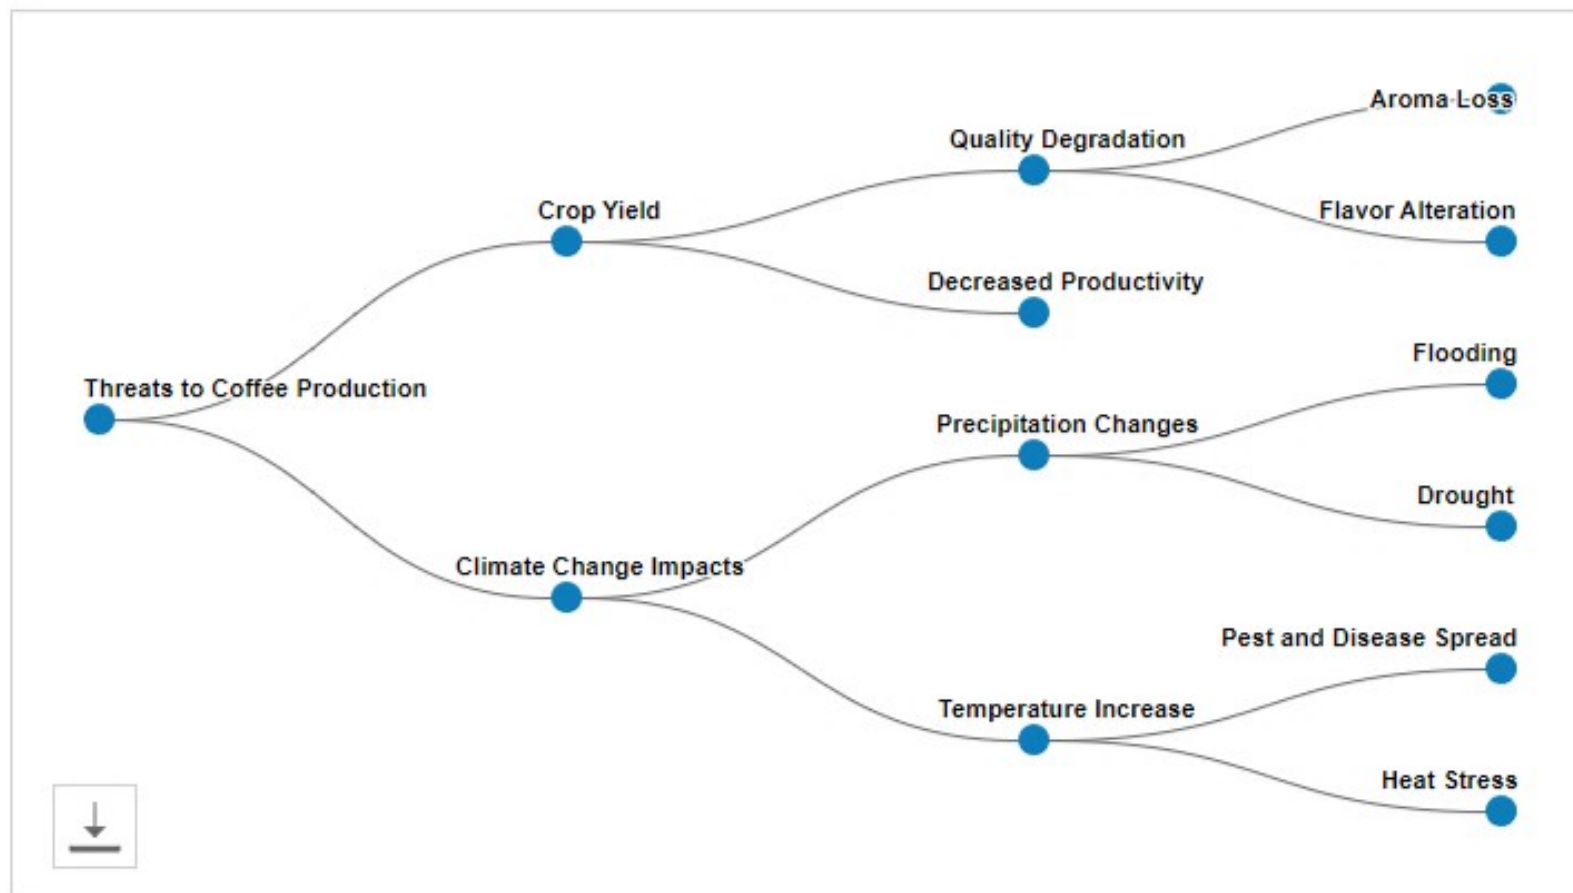 Aroma Loss
Quality Degradation
Crop Yield
Flavor Alteration
Decreased Productivity
Flooding
Threats to Coffee Production
Precipitation Changes
Drought
Climate Change Impacts
Pest and Disease Spread
Temperature Increase
Heat Stress